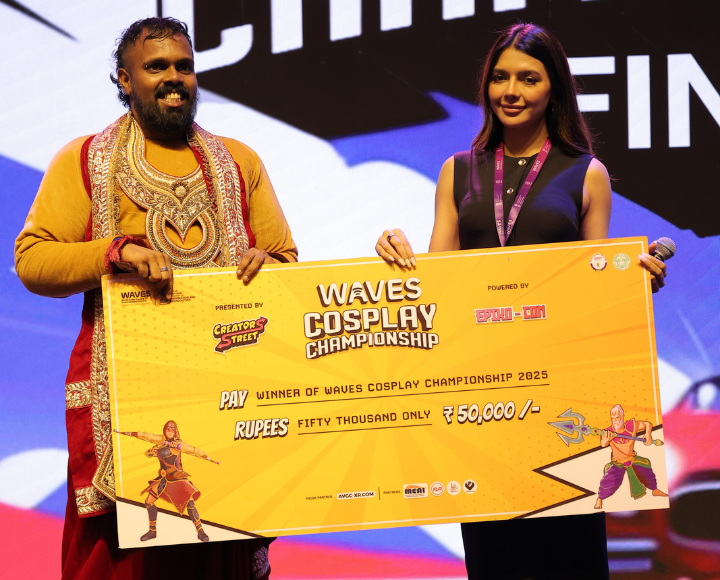 FIN
WAVES
PRESENTED BY
CREATORS
STREET
WAVES
COSPLAY
CHAMPIONSHIP
POWERED BY
EPIKO-CON
PAY WINNER OF WAVES COSPLAY CHAMPIONSHIP 2025
RUPEES FIFTY THOUSAND ONLY ₹ 50,000 /-
AVGC-XR.COM
MEAI